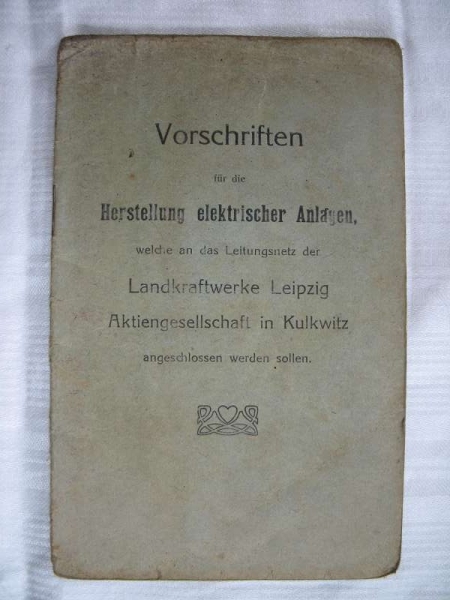 Vorschriften
für die
Herstellung elektrischer Anlagen,
welche an das Leitungsnetz der
Landkraftwerke Leipzig
Aktiengesellschaft in Kulkwitz
angeschlossen werden sollen.